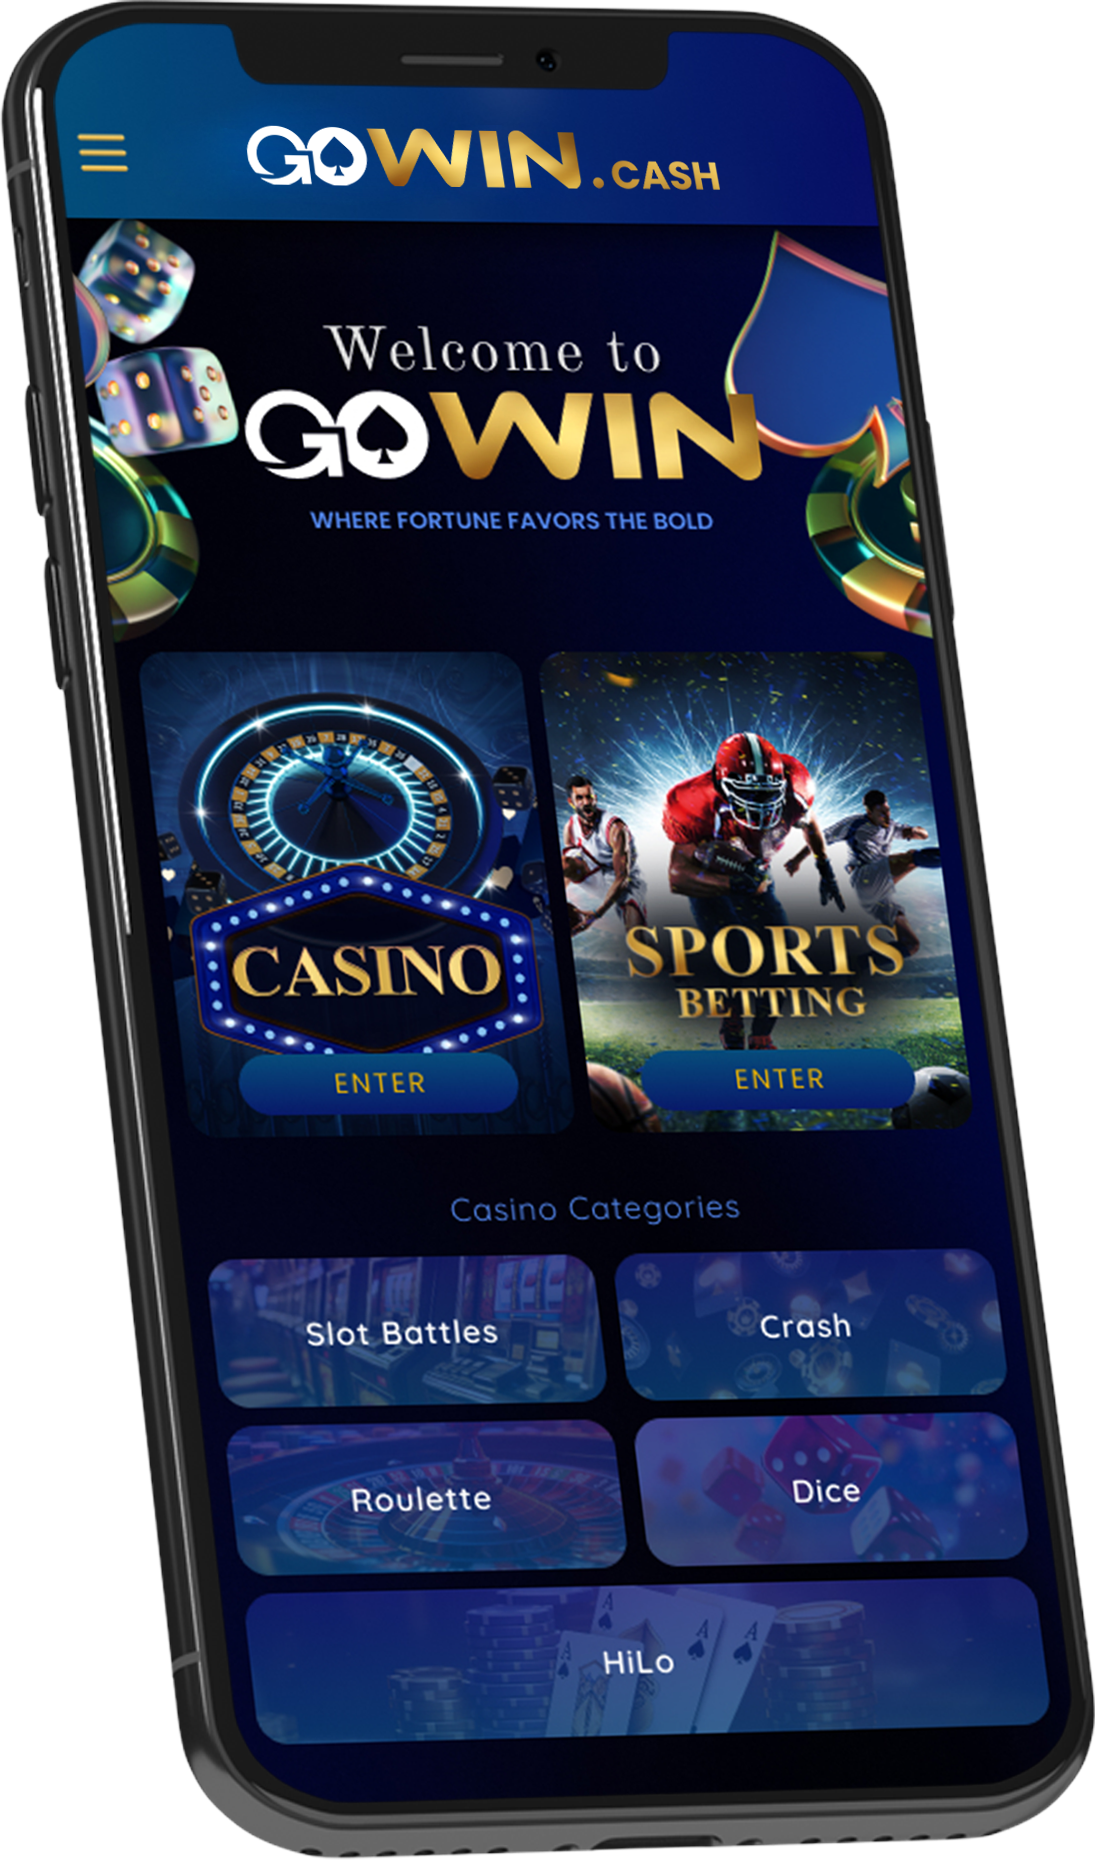 GOWIN.CASH
Welcome to
GOWIN
WHERE FORTUNE FAVORS THE BOLD
CASINO
SPORTS
BETTING
ENTER
ENTER
Casino Categories
Slot Battles
Crash
Roulette
Dice
HiLo